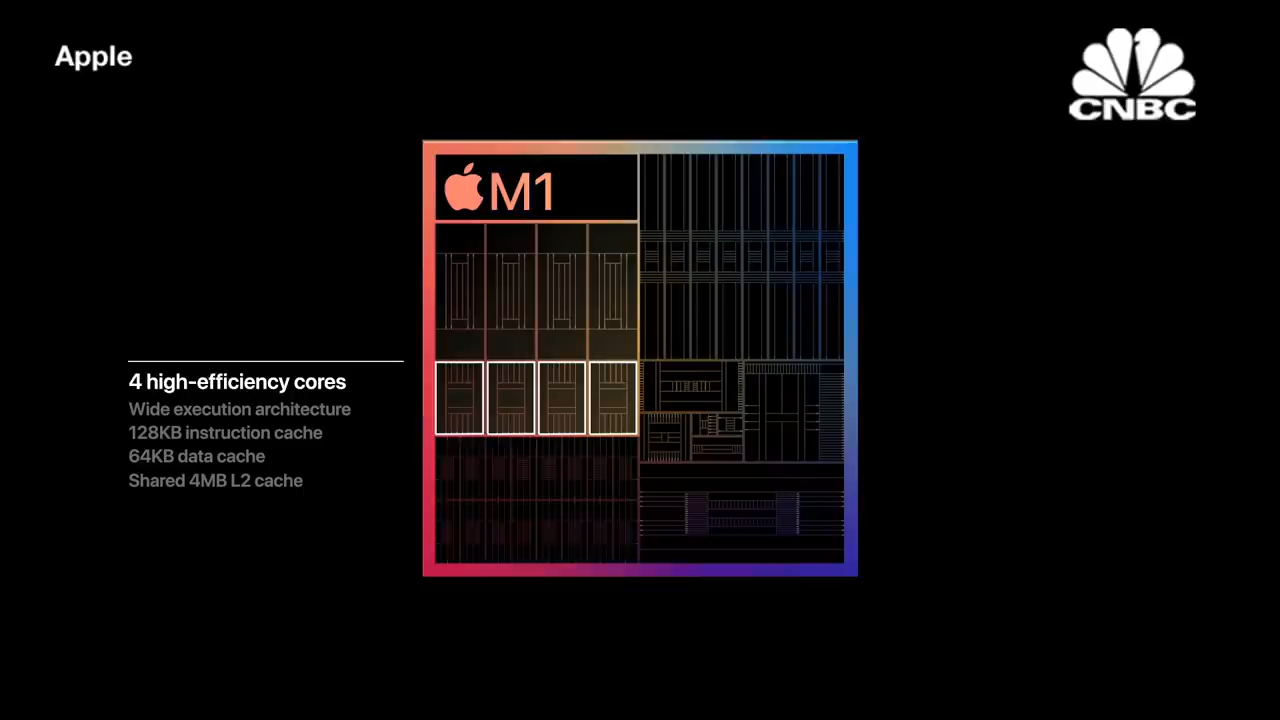 Apple
CNBC
M1
4 high-efficiency cores
Wide execution architecture
128KB instruction cache
64KB data cache
Shared 4MB L2 cache